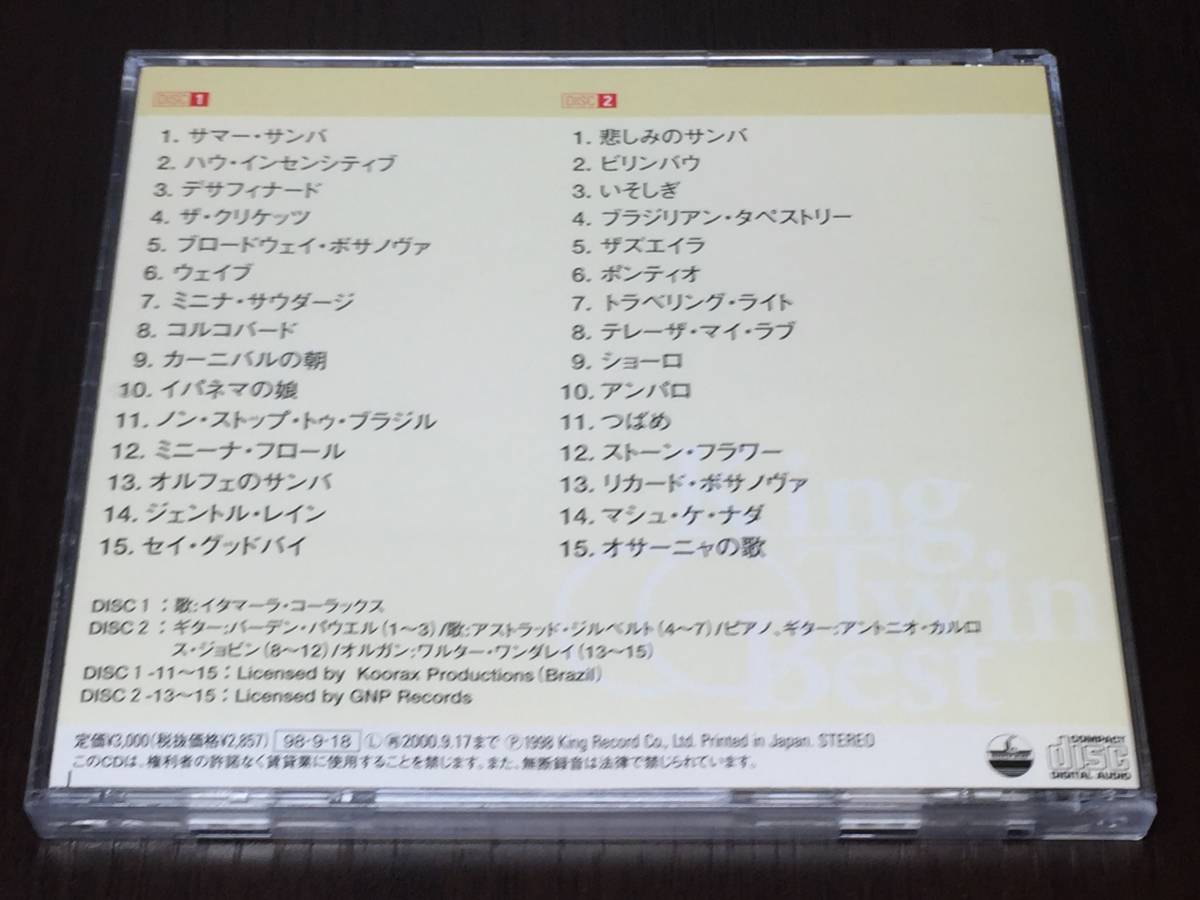 DISC 1
1. サマー・サンバ
2. ハウ・インセンシティブ
3. デサフィナード
4. ザ・クリケッツ
5. ブロードウェイ・ボサノヴァ
6. ウェイブ
7. ミニナ・サウダージ
8. コルコバード
9. カーニバルの朝
10. イパネマの娘
11. ノン・ストップ・トゥ・ブラジル
12. ミニーナ・フロール
13. オルフェのサンバ
14. ジェントル・レイン
15. セイ・グッドバイ
DISC 2
1. 悲しみのサンバ
2. ビリンバウ
3. いそしぎ
4. ブラジリアン・タペストリー
5. ザズエイラ
6. ポンティオ
7. トラベリング・ライト
8. テレーザ・マイ・ラブ
9. ショーロ
10. アンパロ
11. つばめ
12. ストーン・フラワー
13. リカード・ボサノヴァ
14. マシュ・ケ・ナダ
15. オサーニャの歌
King
Twin
Best
DISC 1 : 歌:イタマーラ・コーラックス
DISC 2 : ギター:バーデン・パウエル(1〜3)/歌:アストラッド・ジルベルト(4〜7)/ピアノ、ギター:アントニオ・カルロ
ス・ジョビン(8〜12)/オルガン:ワルター・ワンダレイ(13〜15)
DISC 1-11〜15 : Licensed by Koorax Productions (Brazil)
DISC 2-13〜15 : Licensed by GNP Records
定価¥3,000(税抜価格¥2,857) 98-9-18 Ⓛ㊢2000.9.17まで Ⓟ1998 King Record Co., Ltd. Printed in Japan. STEREO
このCDは、権利者の許諾なく賃貸業に使用することを禁じます。また、無断録音は法律で禁じられています。
COMPACT
disc
DIGITAL AUDIO